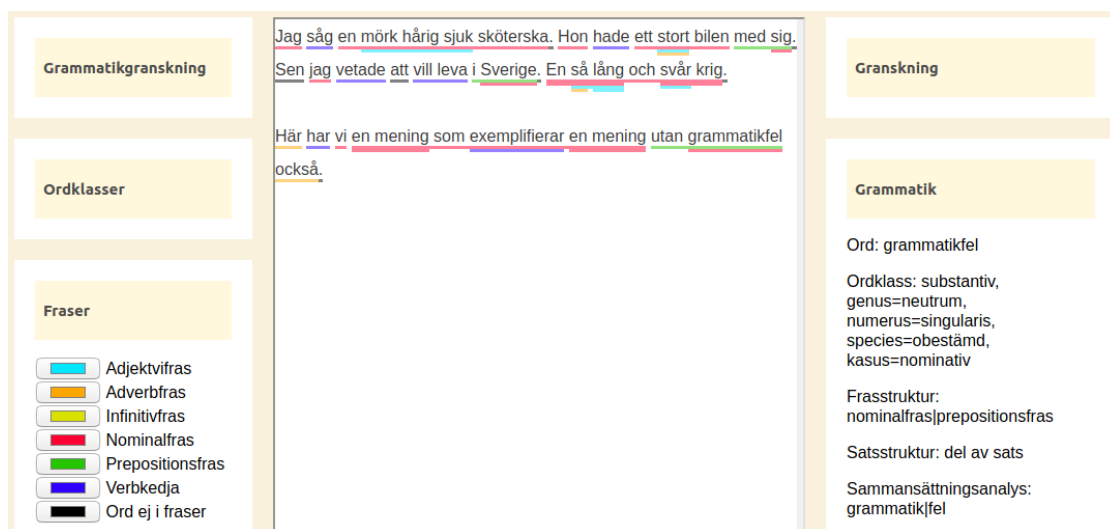 Grammatikgranskning
Ordklasser
Fraser
Adjektvifras
Adverbfras
Infinitivfras
Nominalfras
Prepositionsfras
Verbkedja
Ord ej i fraser
Jag såg en mörk hårig sjuk sköterska. Hon hade ett stort bilen med sig.
Sen jag vetade att vill leva i Sverige. En så lång och svår krig.
Här har vi en mening som exemplifierar en mening utan grammatikfel
också.
Granskning
Grammatik
Ord: grammatikfel
Ordklass: substantiv,
genus=neutrum,
numerus=singularis,
species=obestämd,
kasus=nominativ
Frasstruktur:
nominalfras|prepositionsfras
Satsstruktur: del av sats
Sammansättningsanalys:
grammatik|fel